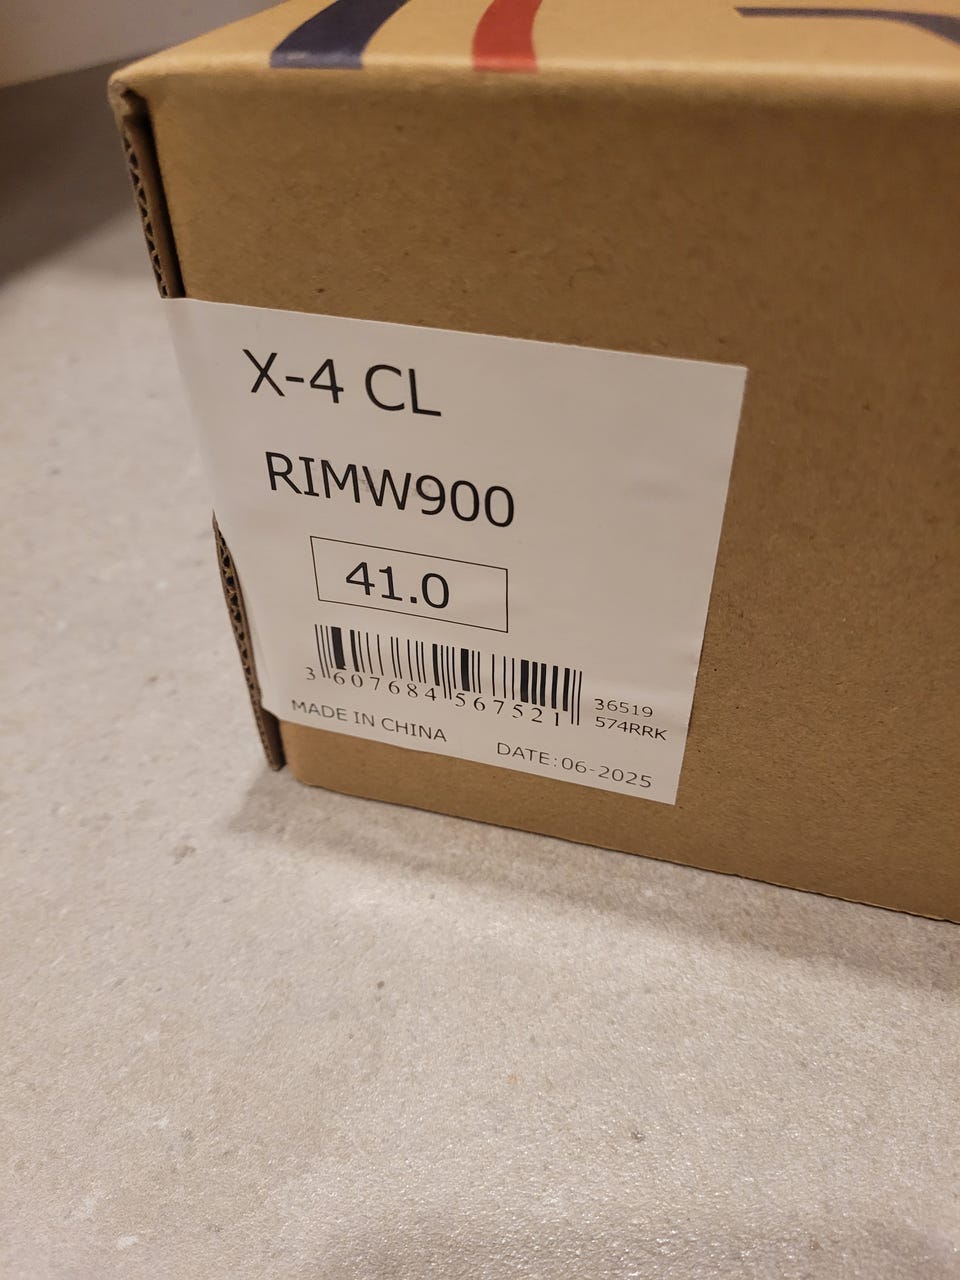 X-4 CL
RIMW900
41.0
3 607684 567521
36519
574RRK
MADE IN CHINA
DATE:06-2025